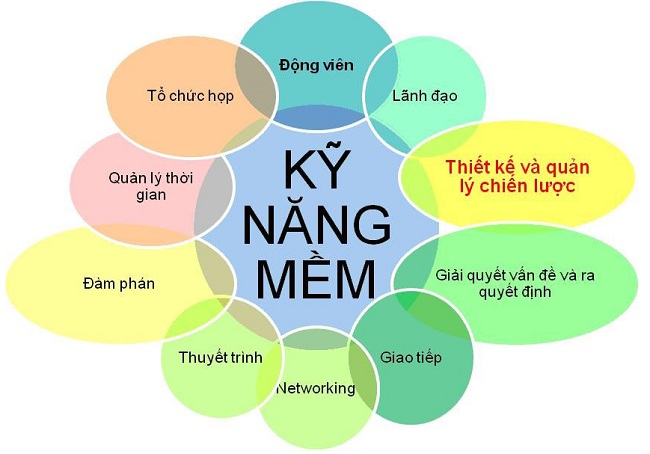 KỸ
NĂNG
MỀM
Động viên
Lãnh đạo
Thiết kế và quản
lý chiến lược
Giải quyết vấn đề và ra
quyết định
Giao tiếp
Networking
Thuyết trình
Đàm phán
Quản lý thời
gian
Tổ chức họp